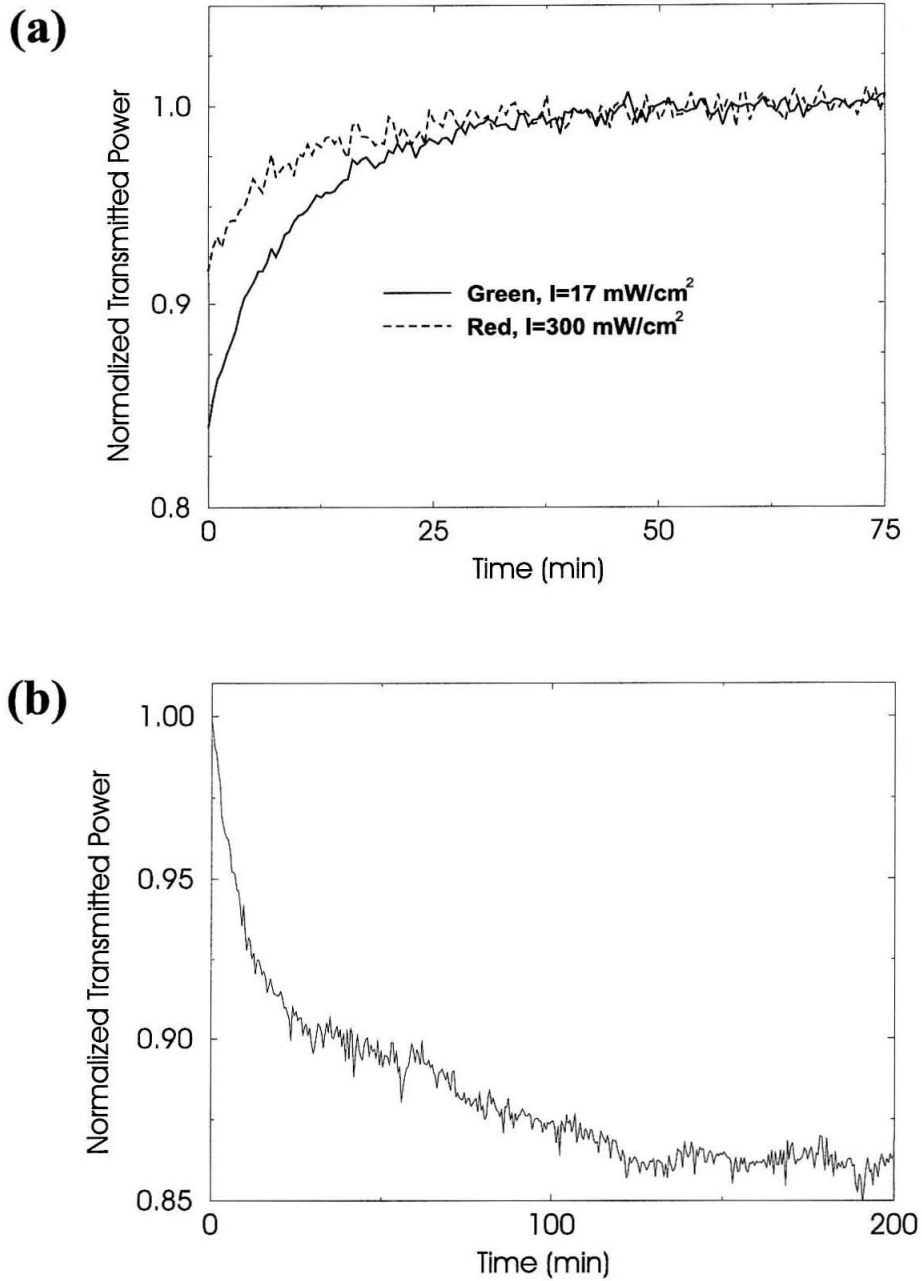 (a)
Normalized Transmitted Power
1.0
0.9
0.8
Green, I=17 mW/cm²
Red, I=300 mW/cm²
0
25
50
75
Time (min)
(b)
Normalized Transmitted Power
1.00
0.95
0.90
0.85
0
100
200
Time (min)